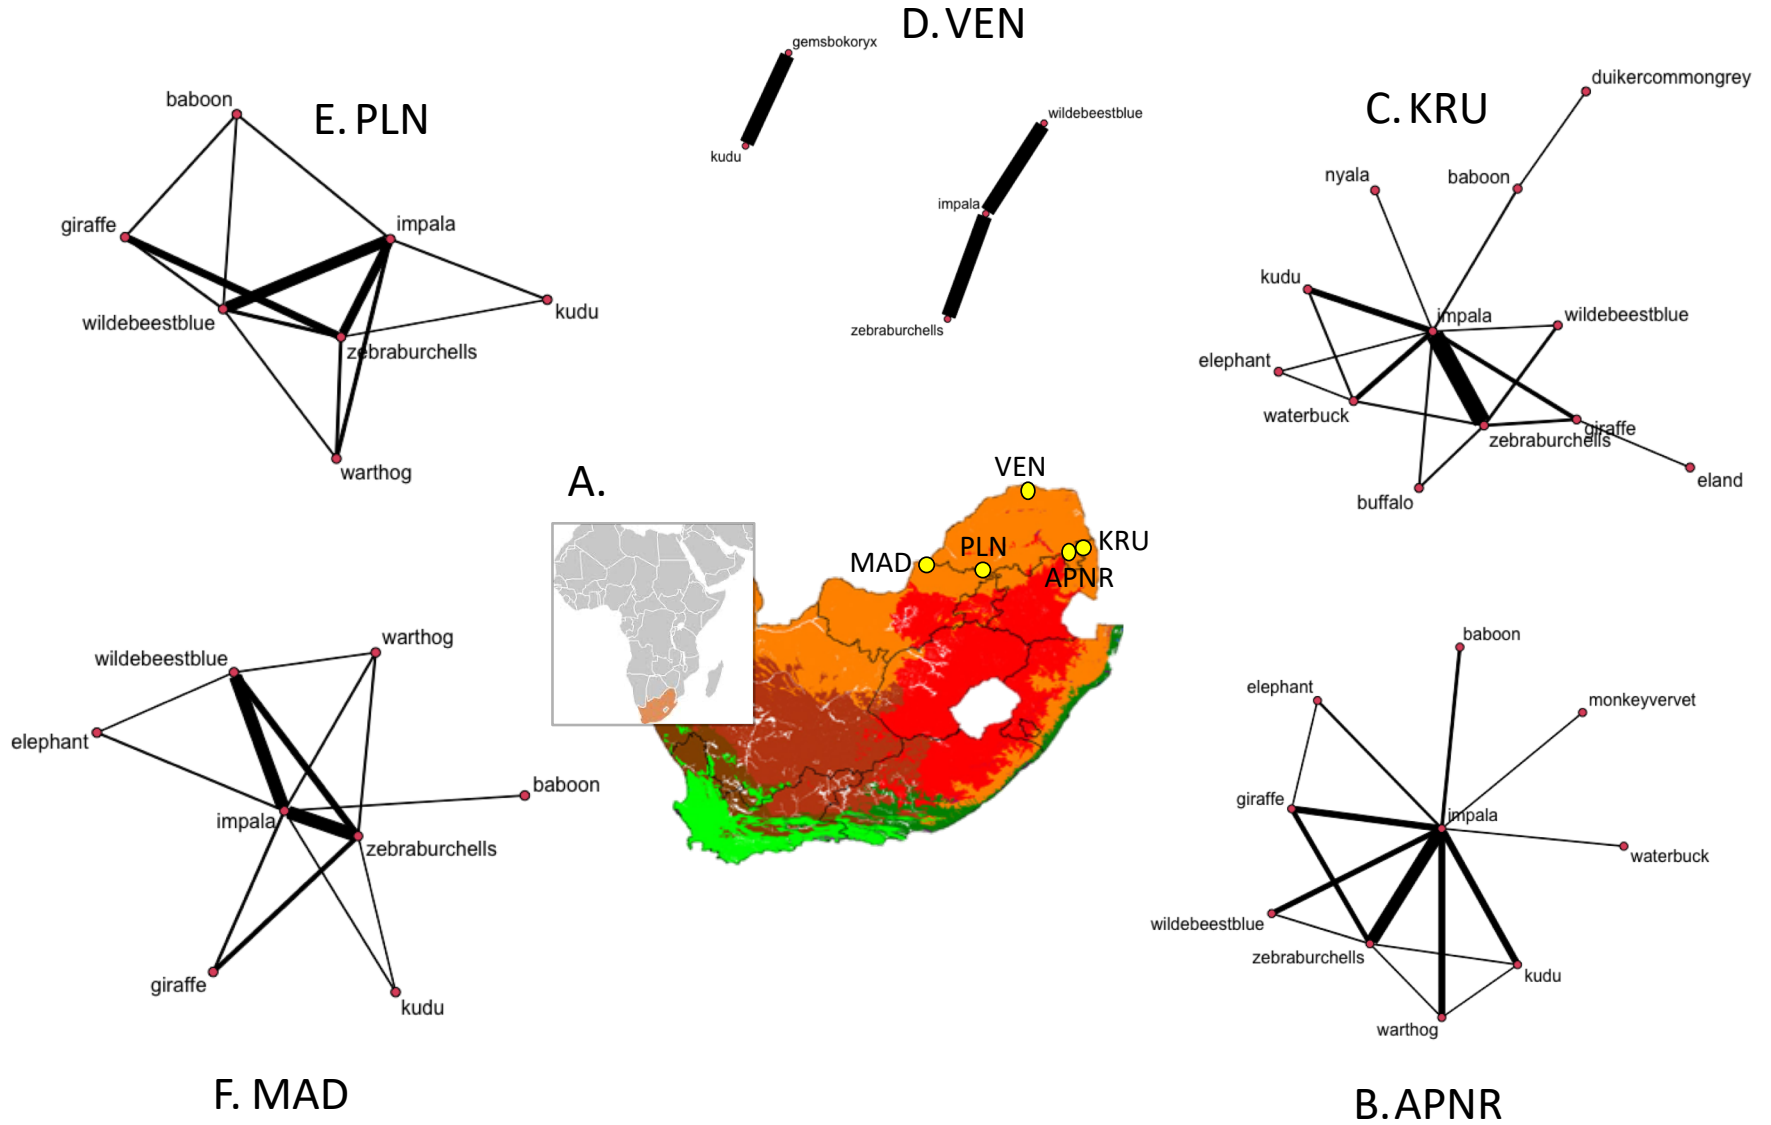 D. VEN
gemsbokoryx
kudu
wildebeestblue
impala
zebraburchells
E. PLN
baboon
giraffe
impala
wildebeestblue
kudu
zebraburchells
warthog
C. KRU
duikercommongrey
nyala
baboon
kudu
impala
wildebeestblue
elephant
waterbuck
giraffe
zebraburchells
buffalo
eland
A.
VEN
MAD
PLN
KRU
APNR
warthog
wildebeestblue
elephant
baboon
impala
zebraburchells
giraffe
kudu
F. MAD
baboon
elephant
monkeyvervet
giraffe
impala
waterbuck
wildebeestblue
zebraburchells
kudu
warthog
B. APNR